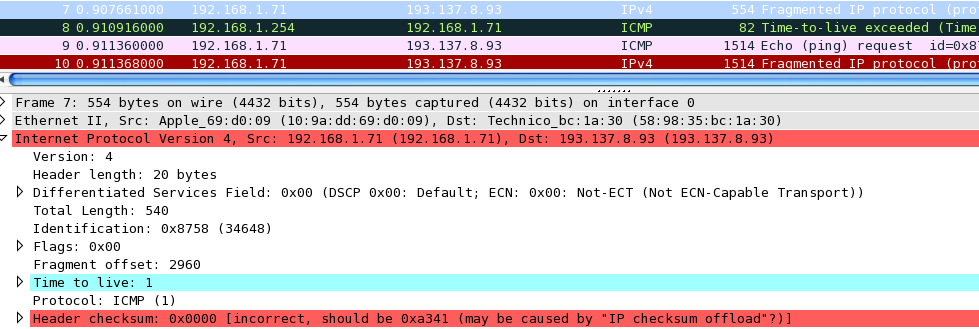 7 0.907661000 192.168.1.71 193.137.8.93 IPv4 554 Fragmented IP protocol (pro
8 0.910916000 192.168.1.254 192.168.1.71 ICMP 82 Time-to-live exceeded (Time
9 0.911360000 192.168.1.71 193.137.8.93 ICMP 1514 Echo (ping) request id=0x8
10 0.911368000 192.168.1.71 193.137.8.93 IPv4 1514 Fragmented IP protocol (pro
Frame 7: 554 bytes on wire (4432 bits), 554 bytes captured (4432 bits) on interface 0
Ethernet II, Src: Apple_69:d0:09 (10:9a:dd:69:d0:09), Dst: Technico_bc:1a:30 (58:98:35:bc:1a:30)
Internet Protocol Version 4, Src: 192.168.1.71 (192.168.1.71), Dst: 193.137.8.93 (193.137.8.93)
Version: 4
Header length: 20 bytes
Differentiated Services Field: 0x00 (DSCP 0x00: Default; ECN: 0x00: Not-ECT (Not ECN-Capable Transport))
Total Length: 540
Identification: 0x8758 (34648)
Flags: 0x00
Fragment offset: 2960
Time to live: 1
Protocol: ICMP (1)
Header checksum: 0x0000 [incorrect, should be 0xa341 (may be caused by "IP checksum offload"?)]